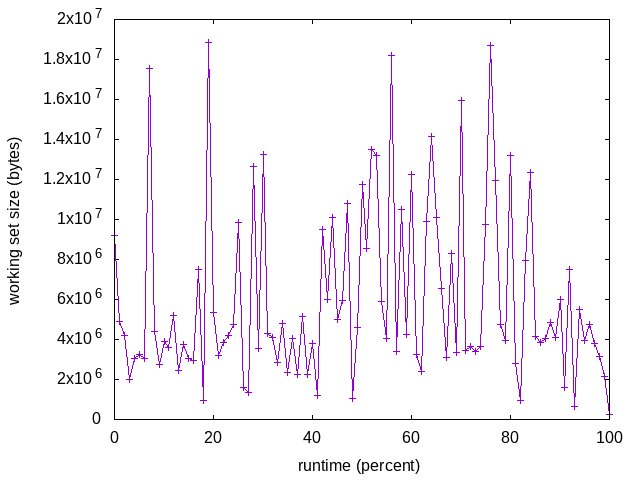 2x10^7
1.8x10^7
1.6x10^7
1.4x10^7
1.2x10^7
1x10^7
8x10^6
6x10^6
4x10^6
2x10^6
0
working set size (bytes)
0 20 40 60 80 100
runtime (percent)